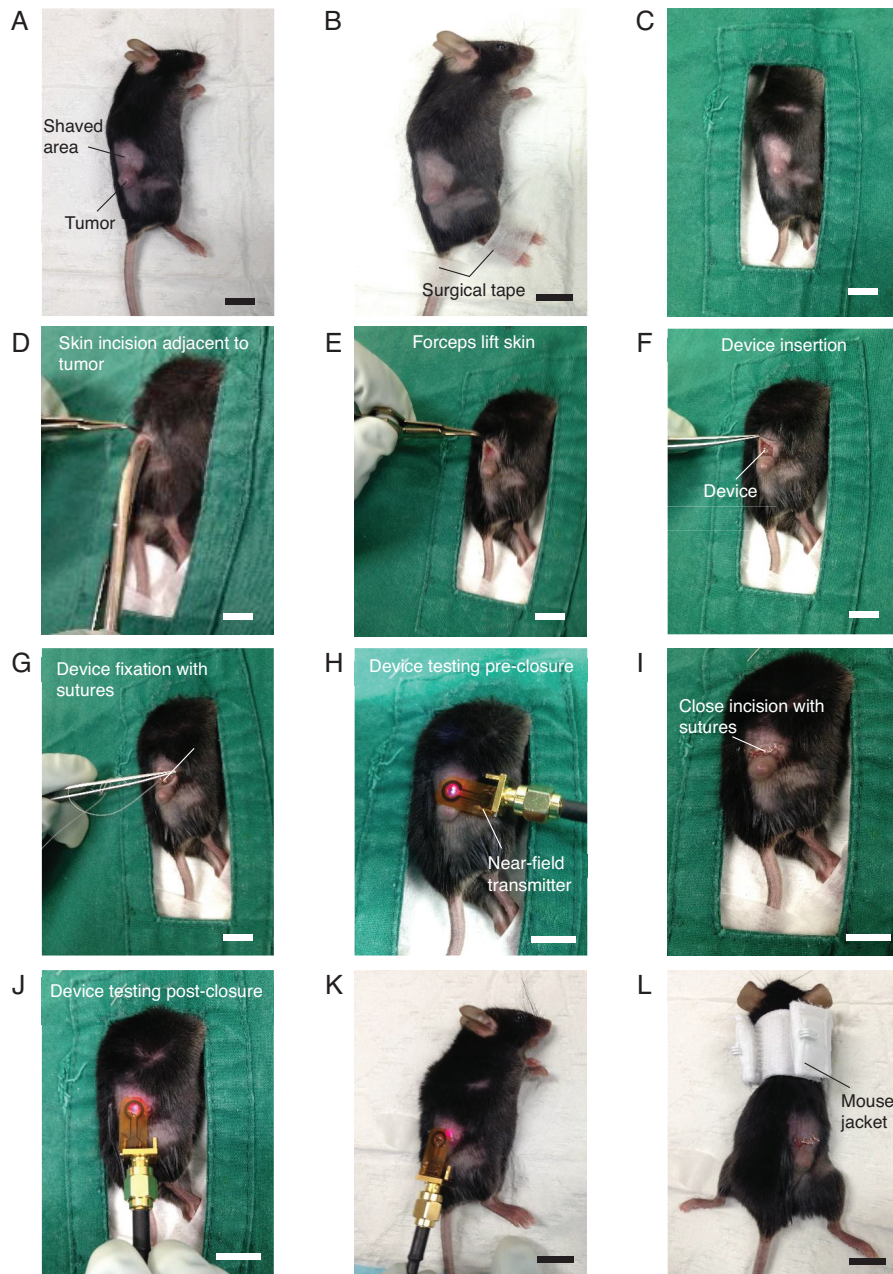 A
B
C
Shaved
area
Tumor
Surgical tape
D
Skin incision adjacent to
tumor
E
Forceps lift skin
F
Device insertion
Device
G
Device fixation with
sutures
H
Device testing pre-closure
Near-field
transmitter
I
Close incision with
sutures
J
Device testing post-closure
K
L
Mouse
jacket